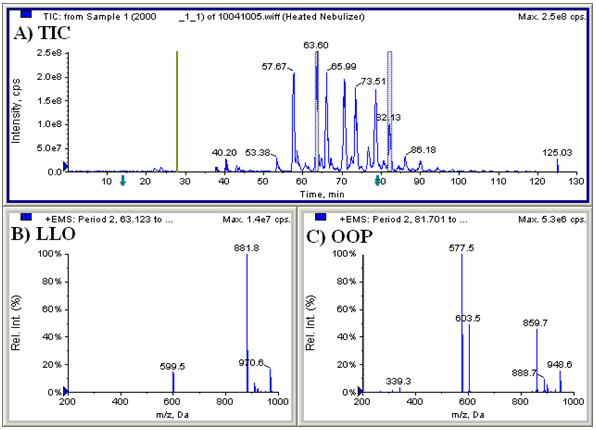 TIC: from Sample 1 (2000 _1_1) of 10041005.wiff (Heated Nebulizer) Max. 2.5e8 cps.
A) TIC
Intensity, cps
2.5e8
2.0e8
1.5e8
1.0e8
5.0e7
0.0
63.60
57.67
65.99
73.51
82.13
40.20
53.38
86.18
125.03
10 20 30 40 50 60 70 80 90 100 110 120 130
Time, min
+EMS: Period 2, 63.123 to ... Max. 1.4e7 cps.
B) LLO
Rel. Int. (%)
100%
80%
60%
40%
20%
0%
881.8
599.5
970.6
200 400 600 800 1000
m/z, Da
+EMS: Period 2, 81.701 to ... Max. 5.3e6 cps.
C) OOP
Rel. Int. (%)
100%
80%
60%
40%
20%
0%
577.5
603.5
859.7
339.3
888.7
948.6
200 400 600 800 1000
m/z, Da